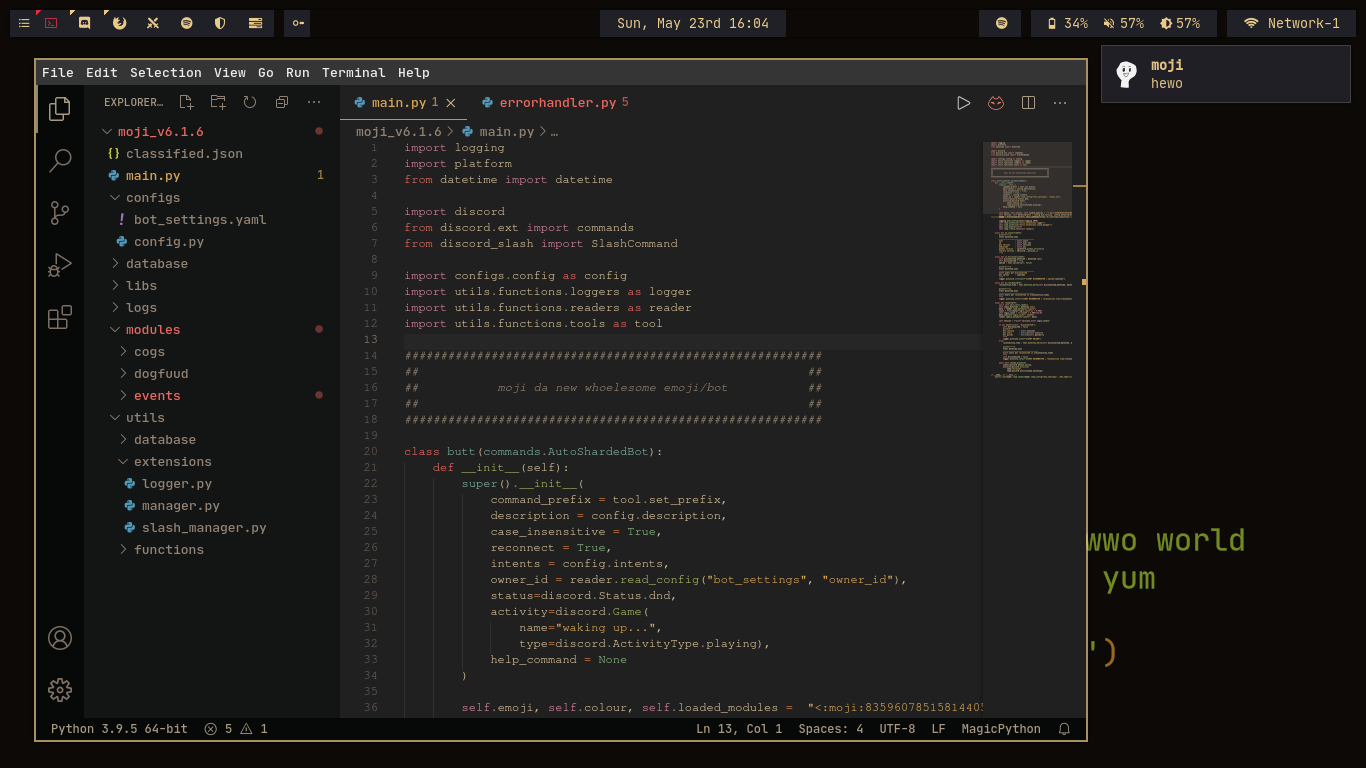 Sun, May 23rd 16:04
34% 57% 57%
Network-1
moji
hewo
File Edit Selection View Go Run Terminal Help
EXPLORER…
main.py 1
errorhandler.py 5
moji_v6.1.6
classified.json
main.py 1
configs
bot_settings.yaml
config.py
database
libs
logs
modules
cogs
dogfuud
events
utils
database
extensions
logger.py
manager.py
slash_manager.py
functions
moji_v6.1.6 > main.py > …
1 import logging
2 import platform
3 from datetime import datetime
4
5 import discord
6 from discord.ext import commands
7 from discord_slash import SlashCommand
8
9 import configs.config as config
10 import utils.functions.loggers as logger
11 import utils.functions.readers as reader
12 import utils.functions.tools as tool
13
14 ##########################################################
15 ## ##
16 ## moji da new whoelesome emoji/bot ##
17 ## ##
18 ##########################################################
19
20 class butt(commands.AutoShardedBot):
21 def __init__(self):
22 super().__init__(
23 command_prefix = tool.set_prefix,
24 description = config.description,
25 case_insensitive = True,
26 reconnect = True,
27 intents = config.intents,
28 owner_id = reader.read_config("bot_settings", "owner_id"),
29 status=discord.Status.dnd,
30 activity=discord.Game(
31 name="waking up...",
32 type=discord.ActivityType.playing),
33 help_command = None
34 )
35
36 self.emoji, self.colour, self.loaded_modules = "<:moji:83596078515814405
wwo world
yum
')
Python 3.9.5 64-bit 5 1
Ln 13, Col 1 Spaces: 4 UTF-8 LF MagicPython